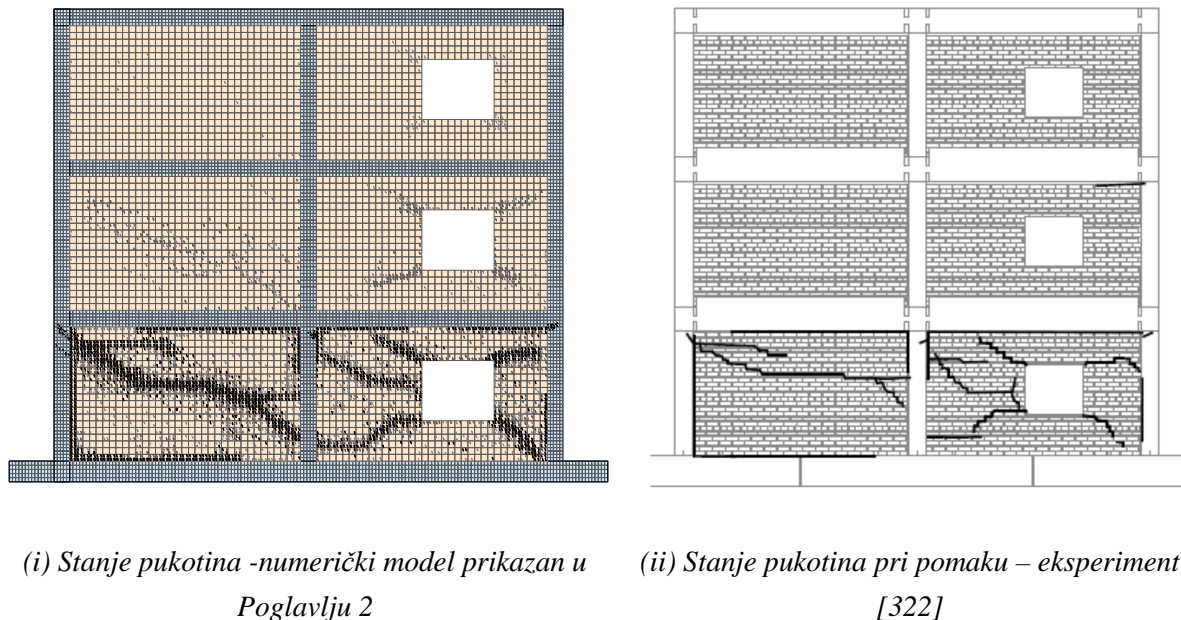 (i) Stanje pukotina -numerički model prikazan u
Poglavlju 2
(ii) Stanje pukotina pri pomaku – eksperiment
[322]